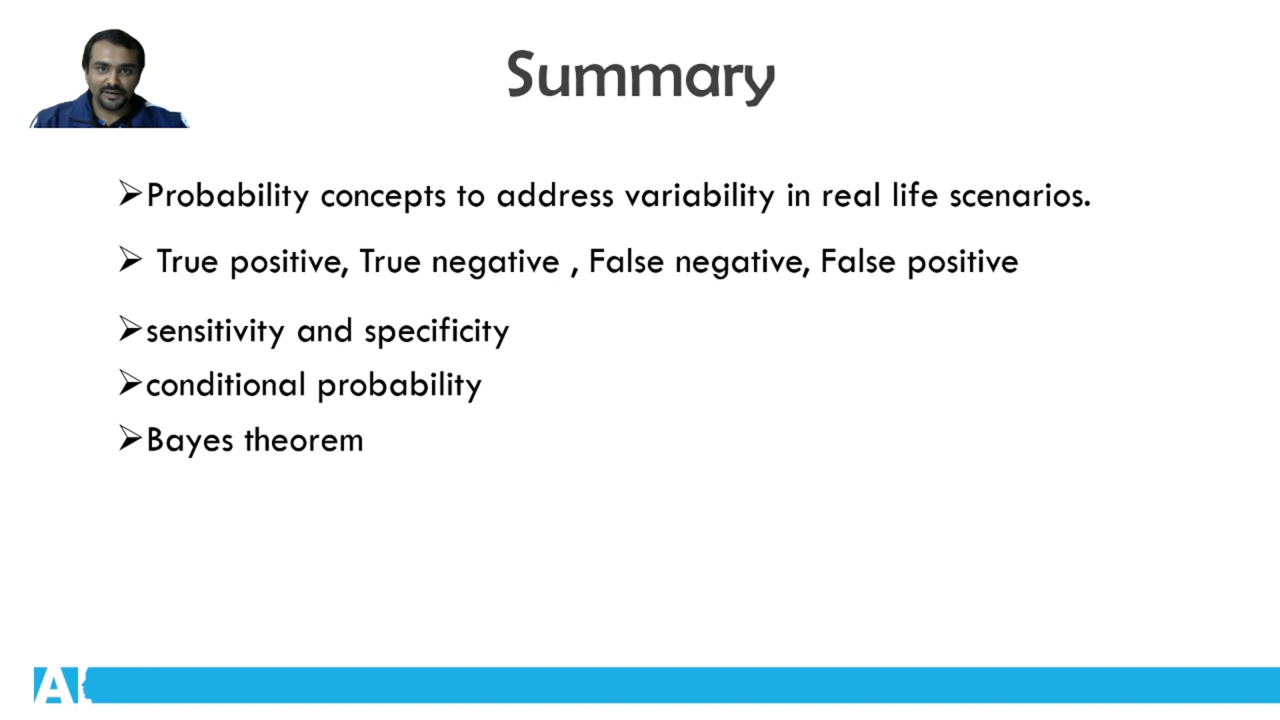 Summary
➢Probability concepts to address variability in real life scenarios.
➢ True positive, True negative , False negative, False positive
➢sensitivity and specificity
➢conditional probability
➢Bayes theorem
AI